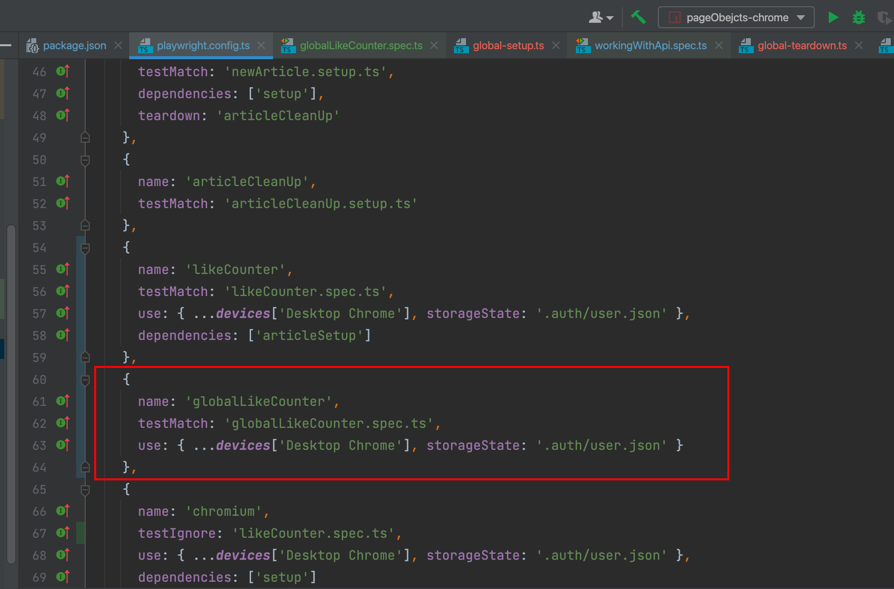 pageObejcts-chrome
package.json
playwright.config.ts
globalLikeCounter.spec.ts
global-setup.ts
workingWithApi.spec.ts
global-teardown.ts
46 testMatch: 'newArticle.setup.ts',
47 dependencies: ['setup'],
48 teardown: 'articleCleanUp'
49 },
50 {
51 name: 'articleCleanUp',
52 testMatch: 'articleCleanUp.setup.ts'
53 },
54 {
55 name: 'likeCounter',
56 testMatch: 'likeCounter.spec.ts',
57 use: { ...devices['Desktop Chrome'], storageState: '.auth/user.json' },
58 dependencies: ['articleSetup']
59 },
60 {
61 name: 'globalLikeCounter',
62 testMatch: 'globalLikeCounter.spec.ts',
63 use: { ...devices['Desktop Chrome'], storageState: '.auth/user.json' }
64 },
65 {
66 name: 'chromium',
67 testIgnore: 'likeCounter.spec.ts',
68 use: { ...devices['Desktop Chrome'], storageState: '.auth/user.json' },
69 dependencies: ['setup']